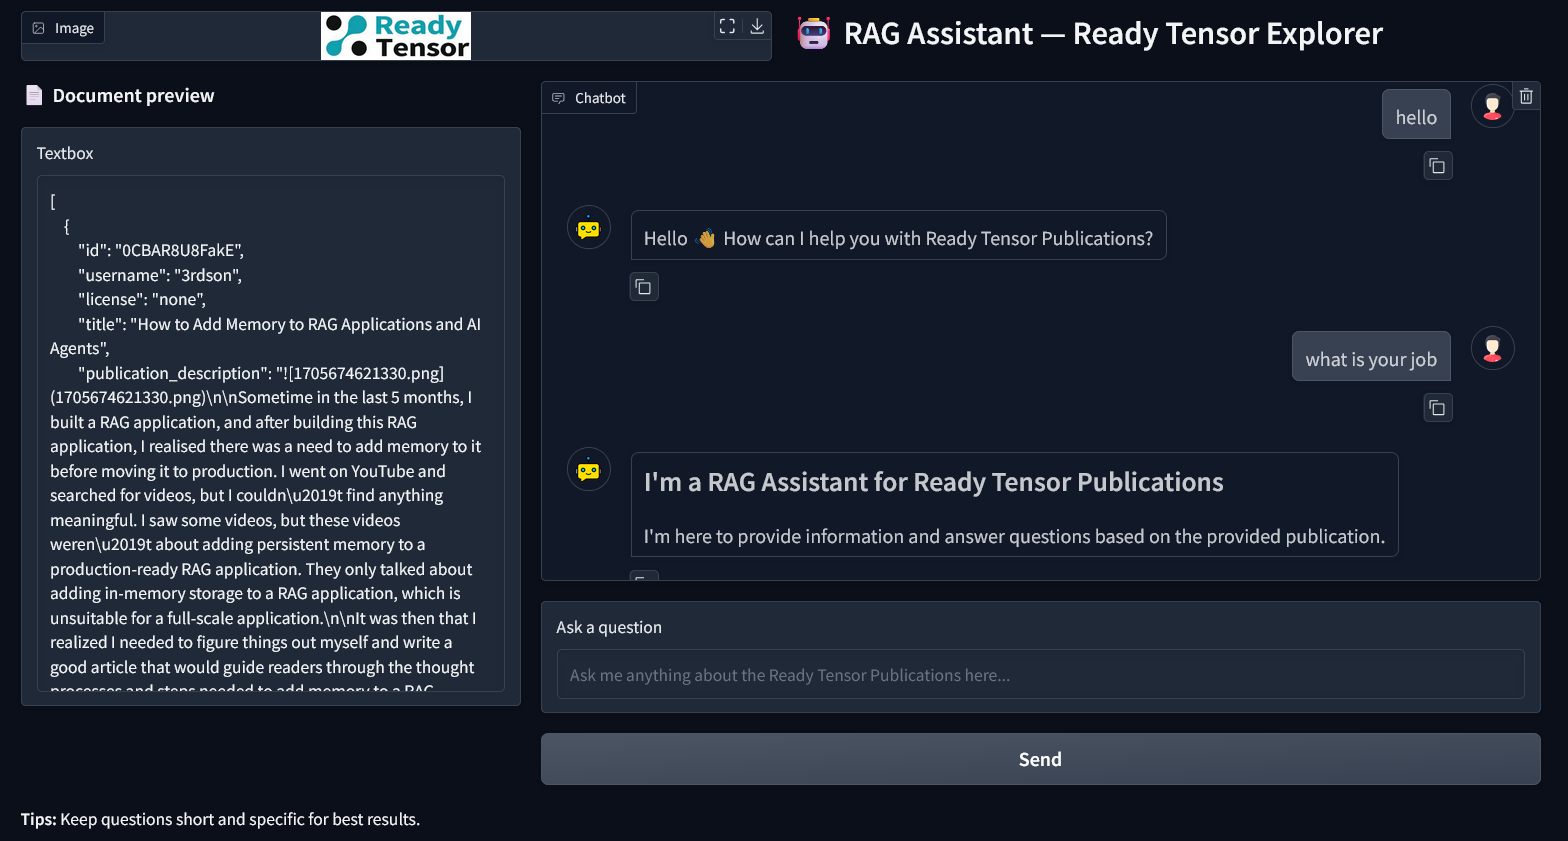 Image
Ready
Tensor
RAG Assistant — Ready Tensor Explorer
Document preview
Textbox
[
{
"id": "0CBAR8U8FakE",
"username": "3rdson",
"license": "none",
"title": "How to Add Memory to RAG Applications and AI
Agents",
"publication_description": "![1705674621330.png]
(1705674621330.png)\n\nSometime in the last 5 months, I
built a RAG application, and after building this RAG
application, I realised there was a need to add memory to it
before moving it to production. I went on YouTube and
searched for videos, but I couldn\u2019t find anything
meaningful. I saw some videos, but these videos
weren\u2019t about adding persistent memory to a
production-ready RAG application. They only talked about
adding in-memory storage to a RAG application, which is
unsuitable for a full-scale application.\n\nIt was then that I
realized I needed to figure things out myself and write a
good article that would guide readers through the thought
processes and steps needed to add memory to a RAG
Chatbot
hello
Hello 👋 How can I help you with Ready Tensor Publications?
what is your job
I'm a RAG Assistant for Ready Tensor Publications
I'm here to provide information and answer questions based on the provided publication.
Ask a question
Ask me anything about the Ready Tensor Publications here...
Send
Tips: Keep questions short and specific for best results.